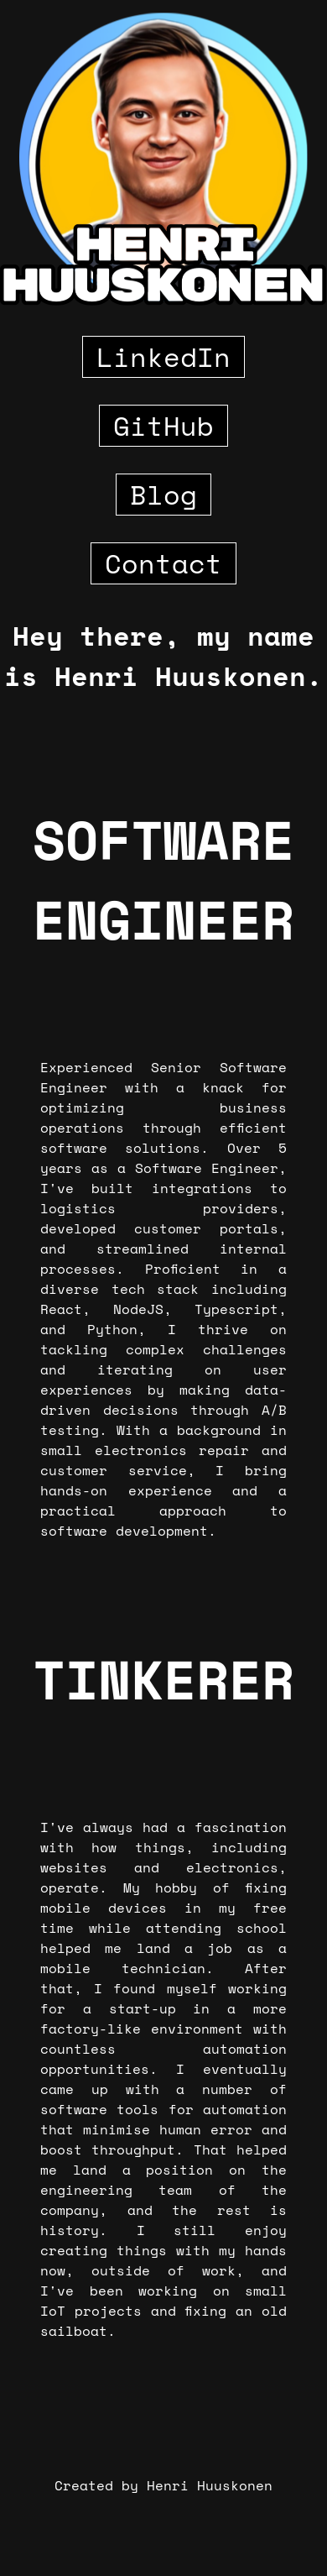 HENRI
HUUSKONEN
LinkedIn
GitHub
Blog
Contact
Hey there, my name
is Henri Huuskonen.
SOFTWARE
ENGINEER
Experienced Senior Software
Engineer with a knack for
optimizing business
operations through efficient
software solutions. Over 5
years as a Software Engineer,
I've built integrations to
logistics providers,
developed customer portals,
and streamlined internal
processes. Proficient in a
diverse tech stack including
React, NodeJS, Typescript,
and Python, I thrive on
tackling complex challenges
and iterating on user
experiences by making data-
driven decisions through A/B
testing. With a background in
small electronics repair and
customer service, I bring
hands-on experience and a
practical approach to
software development.
TINKERER
I've always had a fascination
with how things, including
websites and electronics,
operate. My hobby of fixing
mobile devices in my free
time while attending school
helped me land a job as a
mobile technician. After
that, I found myself working
for a start-up in a more
factory-like environment with
countless automation
opportunities. I eventually
came up with a number of
software tools for automation
that minimise human error and
boost throughput. That helped
me land a position on the
engineering team of the
company, and the rest is
history. I still enjoy
creating things with my hands
now, outside of work, and
I've been working on small
IoT projects and fixing an old
sailboat.
Created by Henri Huuskonen